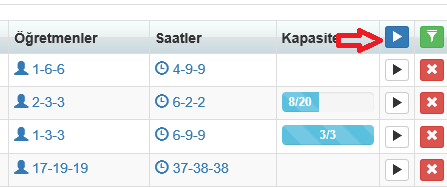 Öğretmenler Saatler Kapasite
1-6-6 4-9-9
2-3-3 6-2-2 8/20
1-3-3 6-9-9 3/3
17-19-19 37-38-38